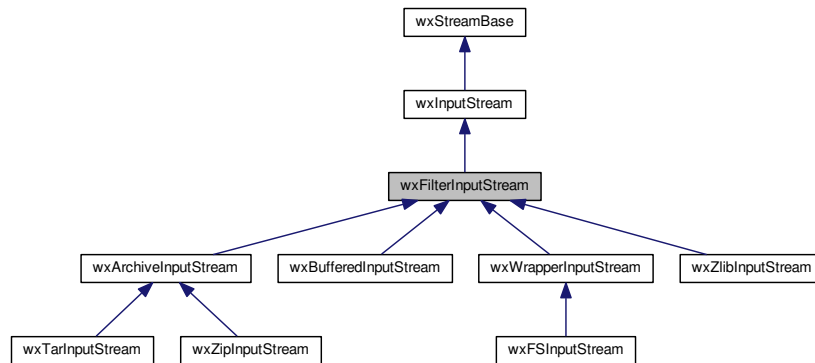 wxStreamBase
wxInputStream
wxFilterInputStream
wxArchiveInputStream
wxBufferedInputStream
wxWrapperInputStream
wxZlibInputStream
wxTarInputStream
wxZipInputStream
wxFSInputStream